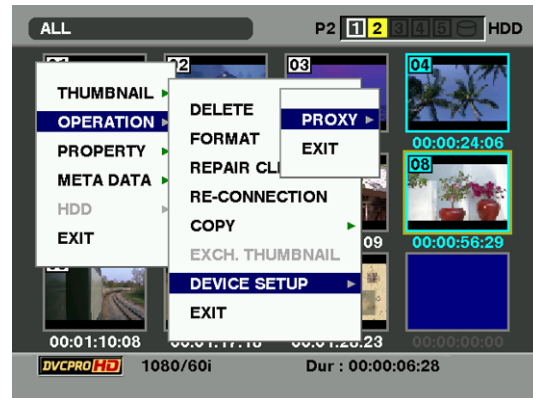 ALL
P2 1 2 3 4 5 HDD
02
03
04
THUMBNAIL
OPERATION
PROPERTY
META DATA
HDD
EXIT
DELETE
FORMAT
REPAIR CLI
RE-CONNECTION
COPY
EXCH. THUMBNAIL
DEVICE SETUP
EXIT
PROXY
EXIT
00:00:24:06
08
09
00:00:56:29
00:01:10:08
00:00:00:00
DVCPRO HD 1080/60i Dur : 00:00:06:28